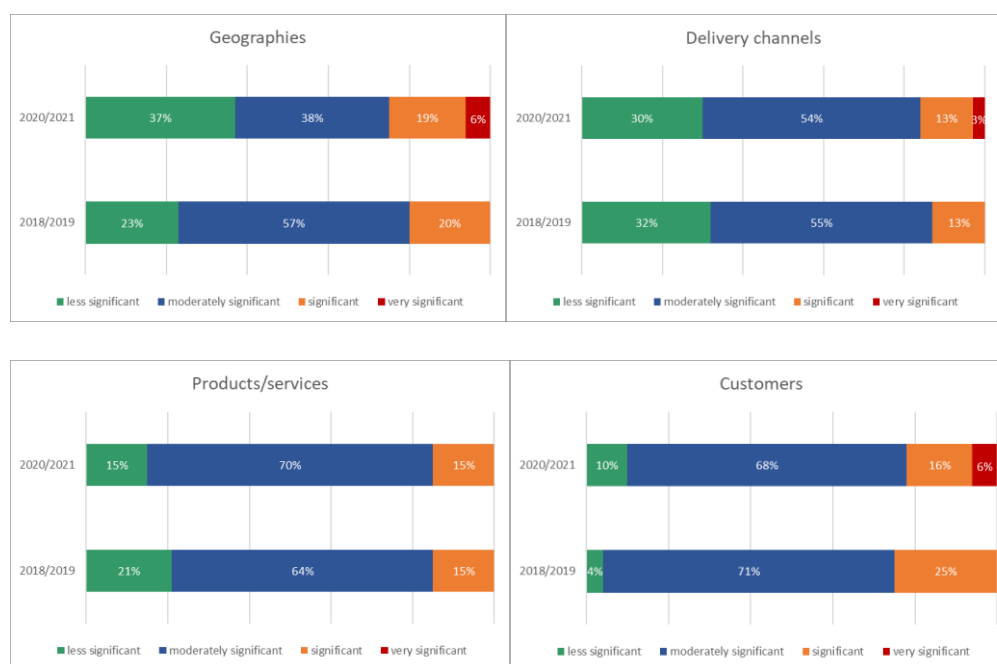 Geographies
2020/2021 37% 38% 19% 6%
2018/2019 23% 57% 20%
less significant moderately significant significant very significant
Delivery channels
2020/2021 30% 54% 13% 3%
2018/2019 32% 55% 13%
less significant moderately significant significant very significant
Products/services
2020/2021 15% 70% 15%
2018/2019 21% 64% 15%
less significant moderately significant significant very significant
Customers
2020/2021 10% 68% 16% 6%
2018/2019 4% 71% 25%
less significant moderately significant significant very significant